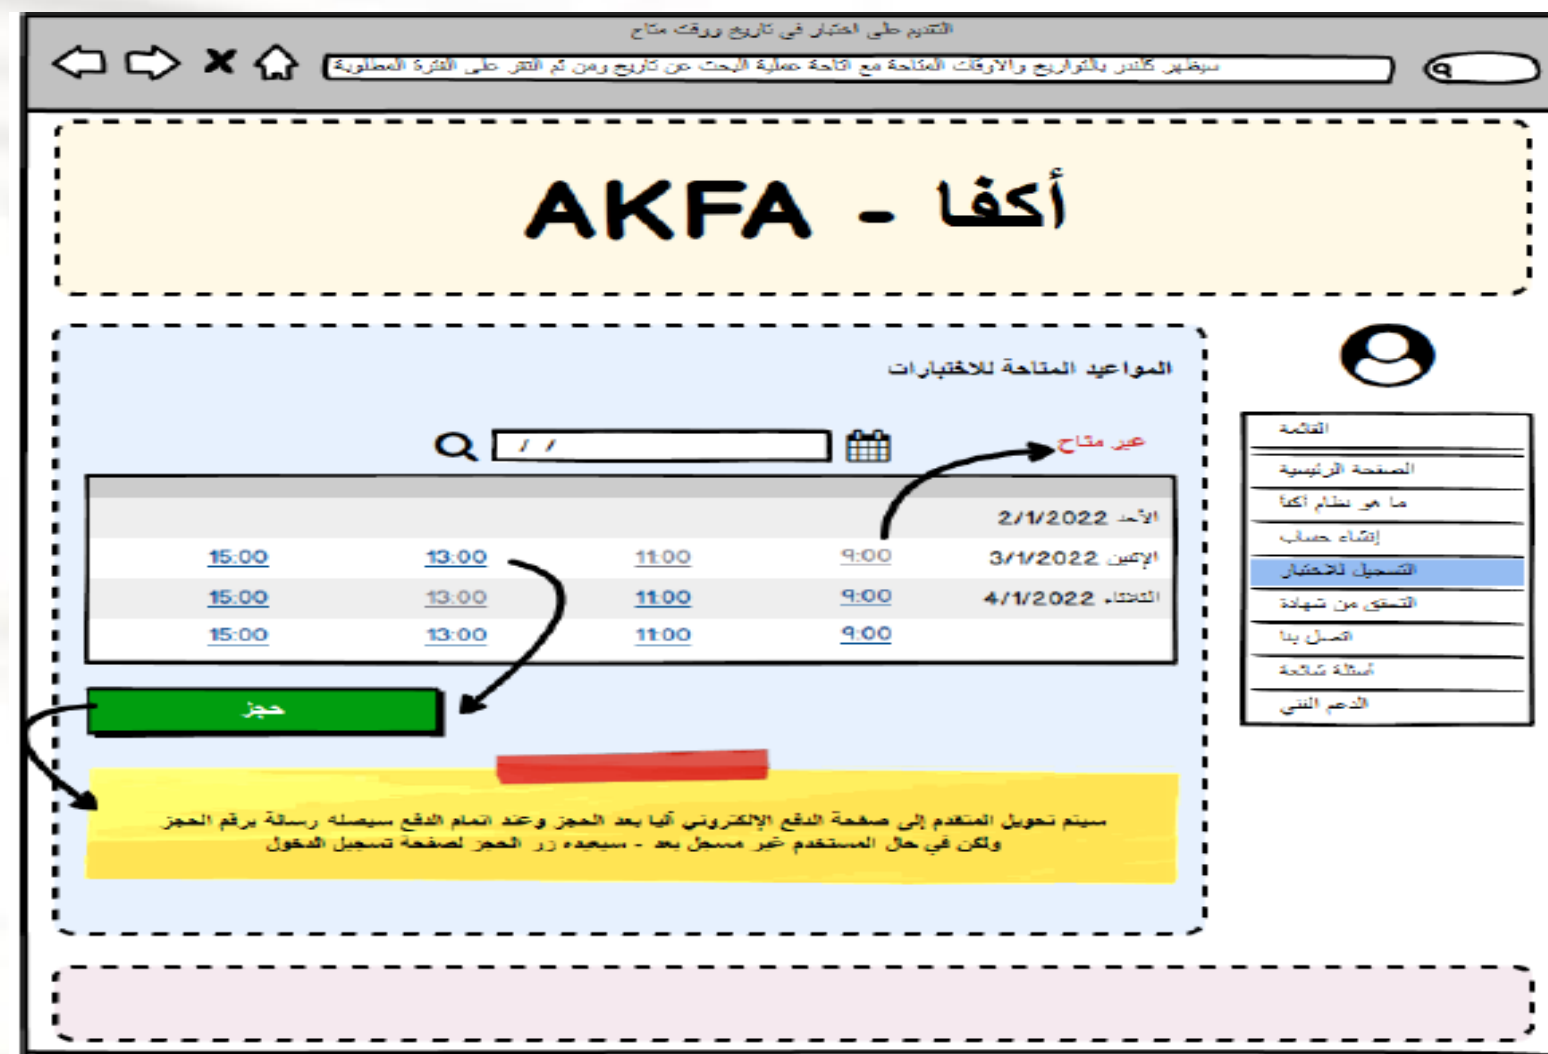 التقديم على اختبار في تاريخ ووقت متاح
سيظهر كلندر بالتواريخ والاوقات المتاحة مع اتاحة عملية البحث عن تاريخ ومن ثم النقر على الفترة المطلوبة
أكفا - AKFA
المواعيد المتاحة للاختبارات
غير متاح
/ /
الأحد 2/1/2022
الإثنين 3/1/2022 9:00 11:00 13:00 15:00
الثلاثاء 4/1/2022 9:00 11:00 13:00 15:00
9:00 11:00 13:00 15:00
حجز
سيتم تحويل المتقدم إلى صفحة الدفع الإلكتروني آليا بعد الحجز وعند اتمام الدفع سيصله رسالة برقم الحجز
ولكن في حال المستخدم غير مسجل بعد - سيعيده زر الحجز لصفحة تسجيل الدخول
القائمة
الصفحة الرئيسية
ما هو نظام أكفا
إنشاء حساب
التسجيل للاختبار
التحقق من شهادة
اتصل بنا
أسئلة شائعة
الدعم الفني